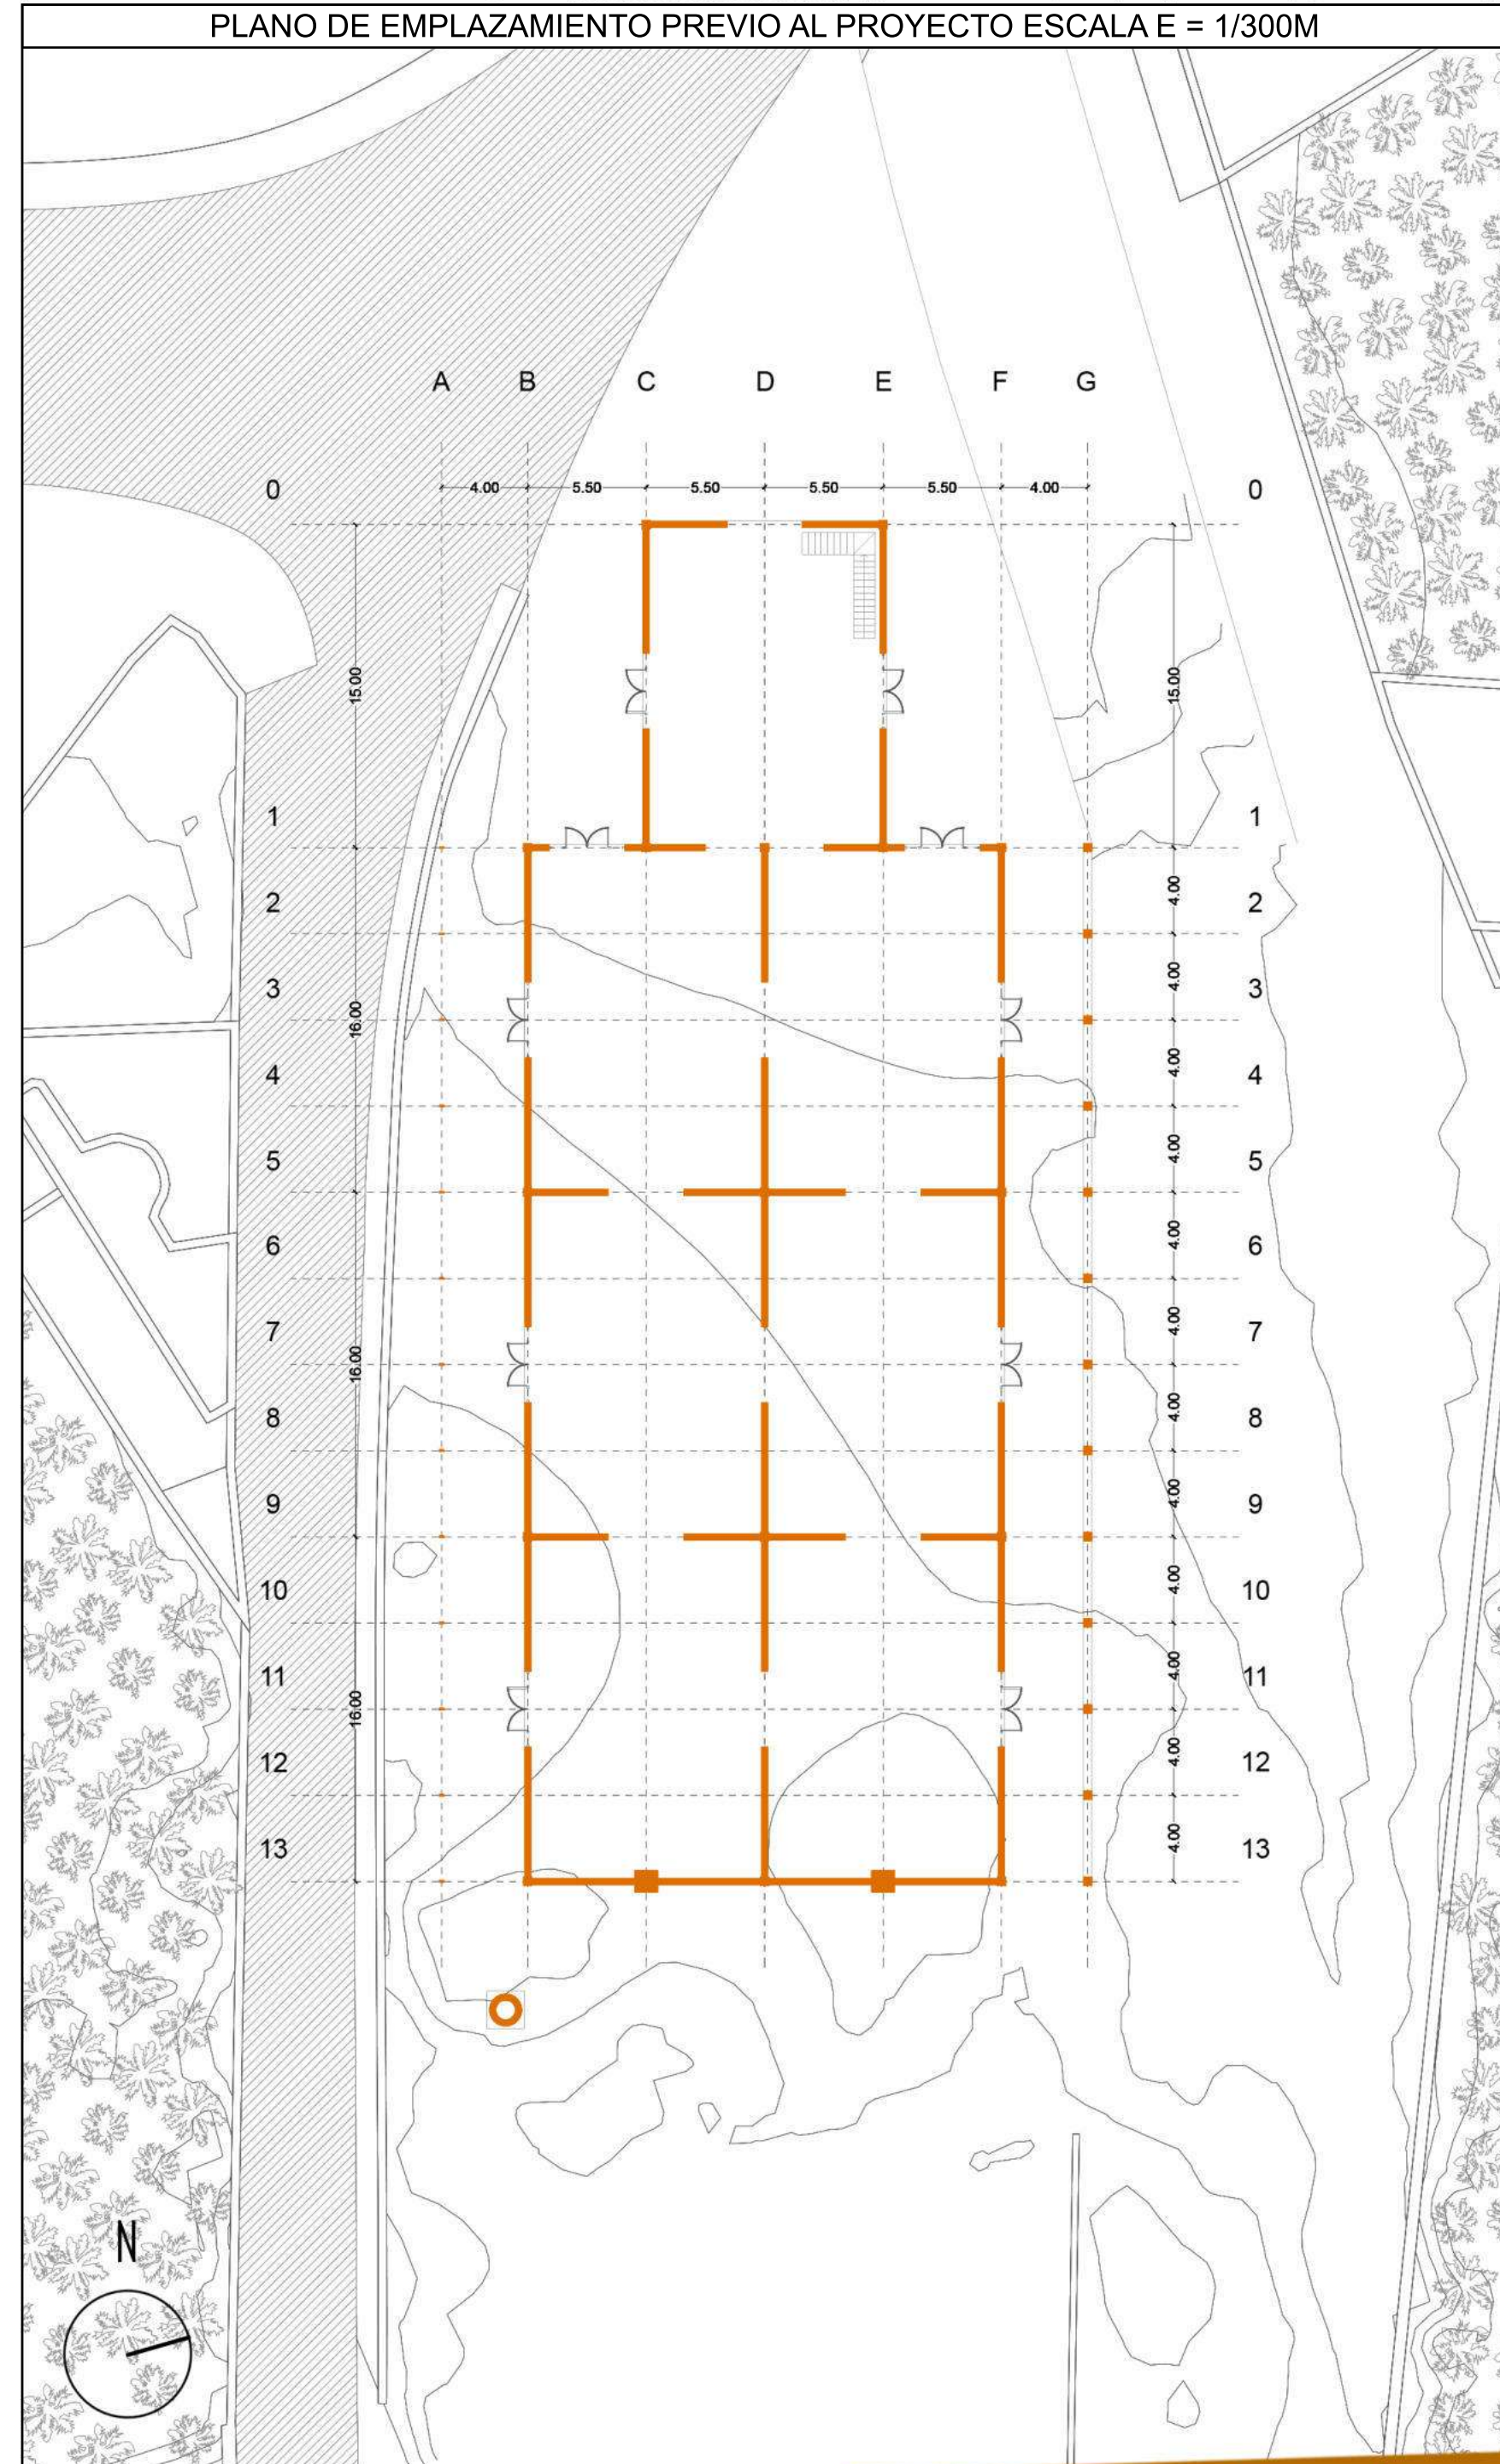 PLANO DE EMPLAZAMIENTO PREVIO AL PROYECTO ESCALA E = 1/300M
A B C D E F G
0 4.00 5.50 5.50 5.50 5.50 4.00 0
15.00 15.00
1 1
2 4.00 2
3 4.00 3
16.00
4 4.00 4
5 4.00 5
6 4.00 6
7 4.00 7
16.00
8 4.00 8
9 4.00 9
10 4.00 10
11 4.00 11
16.00
12 4.00 12
13 4.00 13
N